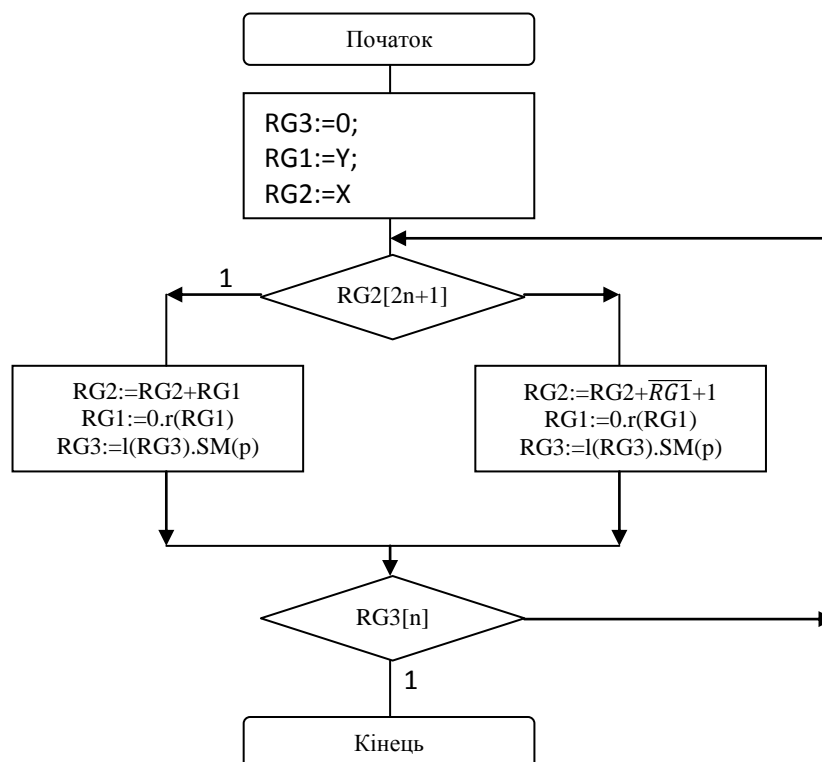 Початок
RG3:=0;
RG1:=Y;
RG2:=X
1
RG2[2n+1]
RG2:=RG2+RG1
RG1:=0.r(RG1)
RG3:=l(RG3).SM(p)
RG2:=RG2+\overline{RG1}+1
RG1:=0.r(RG1)
RG3:=l(RG3).SM(p)
RG3[n]
1
Кінець